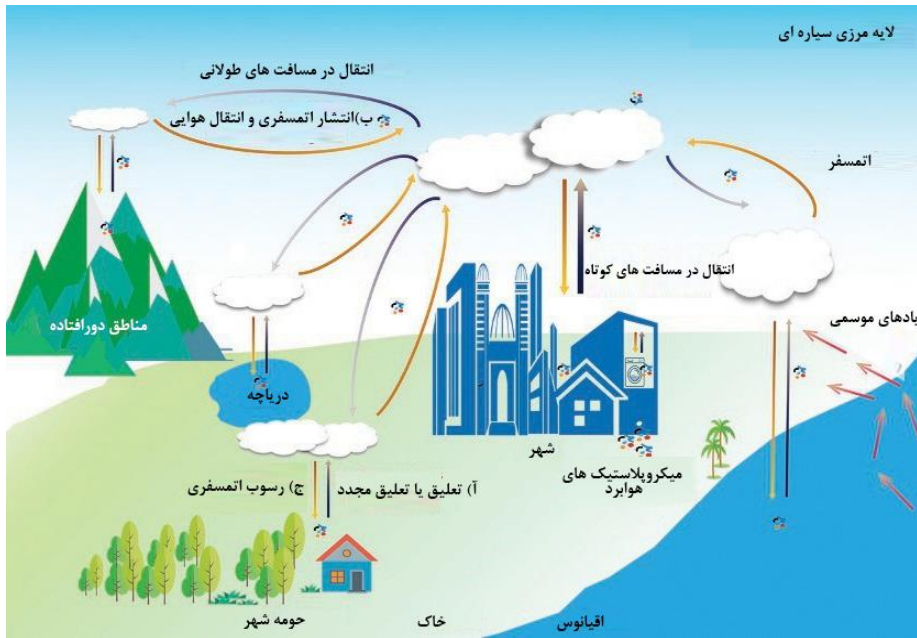 لایه مرزی سیاره ای
انتقال در مسافت های طولانی
ب)انتشار اتمسفری و انتقال هوایی
اتمسفر
انتقال در مسافت های کوتاه
بادهای موسمی
مناطق دورافتاده
دریاچه
شهر
میکروپلاستیک های
هوابرد
آ) تعلیق یا تعلیق مجدد
ج) رسوب اتمسفری
حومه شهر
خاک
اقیانوس